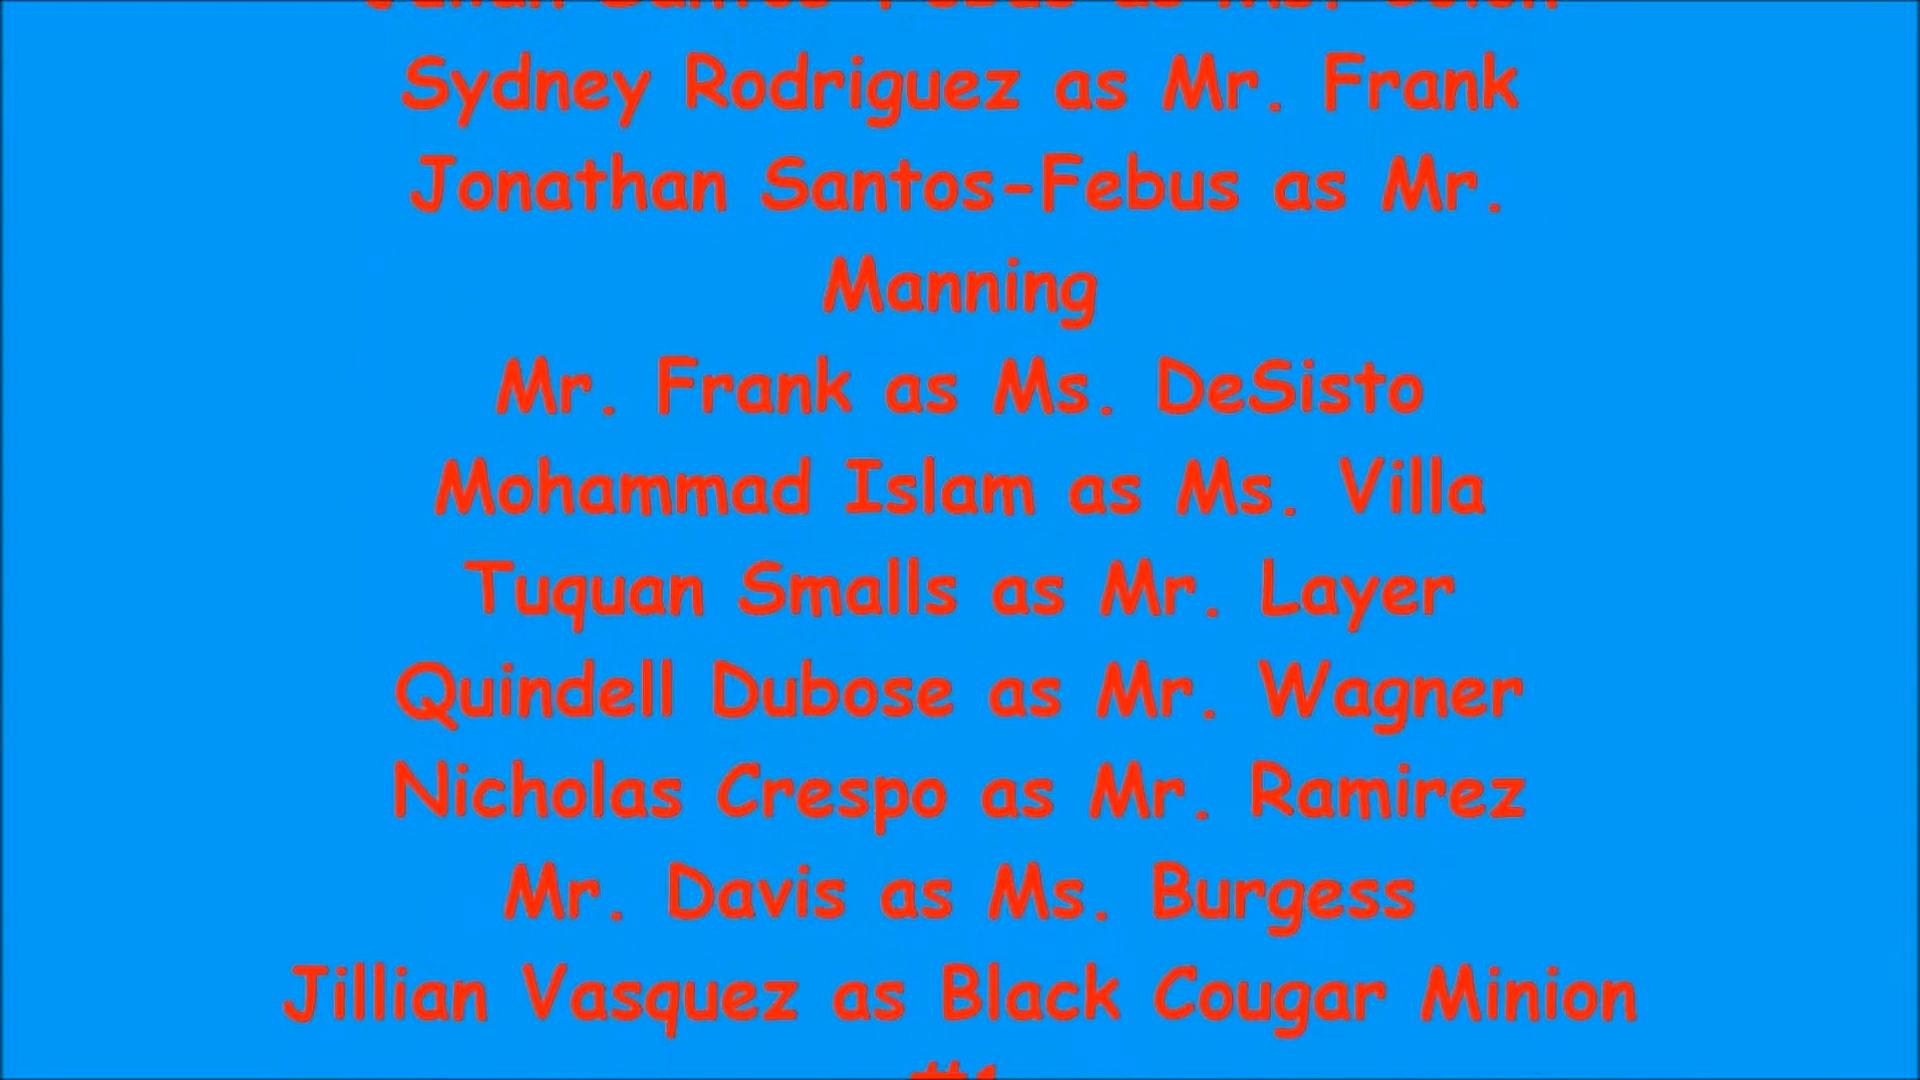 Sydney Rodriguez as Mr. Frank
Jonathan Santos-Febus as Mr.
Manning
Mr. Frank as Ms. DeSisto
Mohammad Islam as Ms. Villa
Tuquan Smalls as Mr. Layer
Quindell Dubose as Mr. Wagner
Nicholas Crespo as Mr. Ramirez
Mr. Davis as Ms. Burgess
Jillian Vasquez as Black Cougar Minion
#1